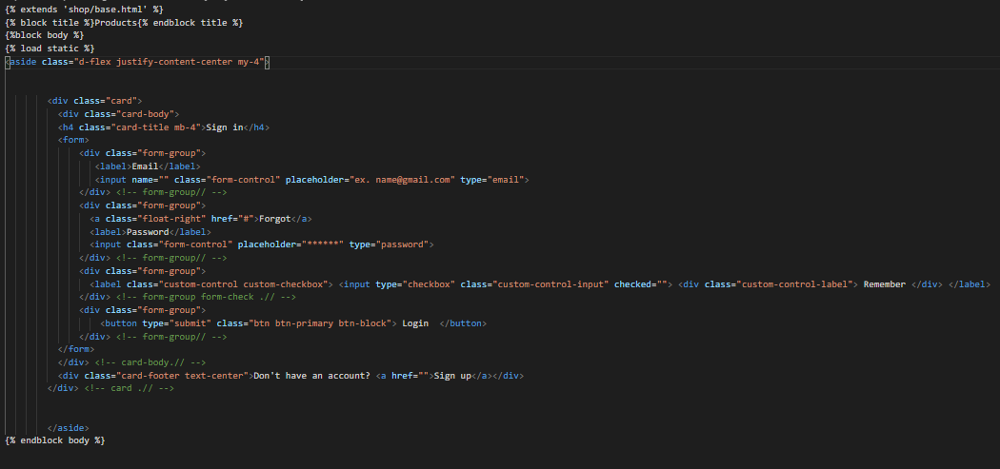 {% extends 'shop/base.html' %}
{% block title %}Products{% endblock title %}
{%block body %}
{% load static %}
<aside class="d-flex justify-content-center my-4">
<div class="card">
<div class="card-body">
<h4 class="card-title mb-4">Sign in</h4>
<form>
<div class="form-group">
<label>Email</label>
<input name="" class="form-control" placeholder="ex. name@gmail.com" type="email">
</div> <!-- form-group// -->
<div class="form-group">
<a class="float-right" href="#">Forgot</a>
<label>Password</label>
<input class="form-control" placeholder="******" type="password">
</div> <!-- form-group// -->
<div class="form-group">
<label class="custom-control custom-checkbox"> <input type="checkbox" class="custom-control-input" checked=""> <div class="custom-control-label"> Remember </div> </label>
</div> <!-- form-group form-check .// -->
<div class="form-group">
<button type="submit" class="btn btn-primary btn-block"> Login  </button>
</div> <!-- form-group// -->
</form>
</div> <!-- card-body.// -->
<div class="card-footer text-center">Don't have an account? <a href="">Sign up</a></div>
</div> <!-- card .// -->
</aside>
{% endblock body %}